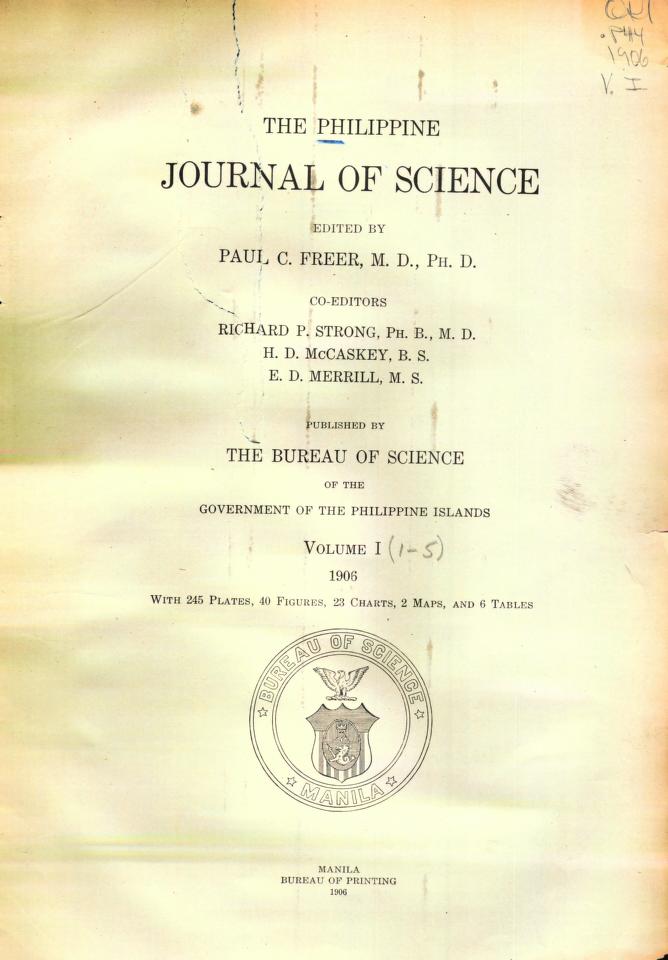 QH1
.P44
1906
V. I
THE PHILIPPINE
JOURNAL OF SCIENCE
EDITED BY
PAUL C. FREER, M. D., PH. D.
CO-EDITORS
RICHARD P. STRONG, PH. B., M. D.
H. D. McCASKEY, B. S.
E. D. MERRILL, M. S.
PUBLISHED BY
THE BUREAU OF SCIENCE
OF THE
GOVERNMENT OF THE PHILIPPINE ISLANDS
VOLUME I (1-5)
1906
WITH 245 PLATES, 40 FIGURES, 23 CHARTS, 2 MAPS, AND 6 TABLES
BUREAU OF SCIENCE
MANILA
MANILA
BUREAU OF PRINTING
1906